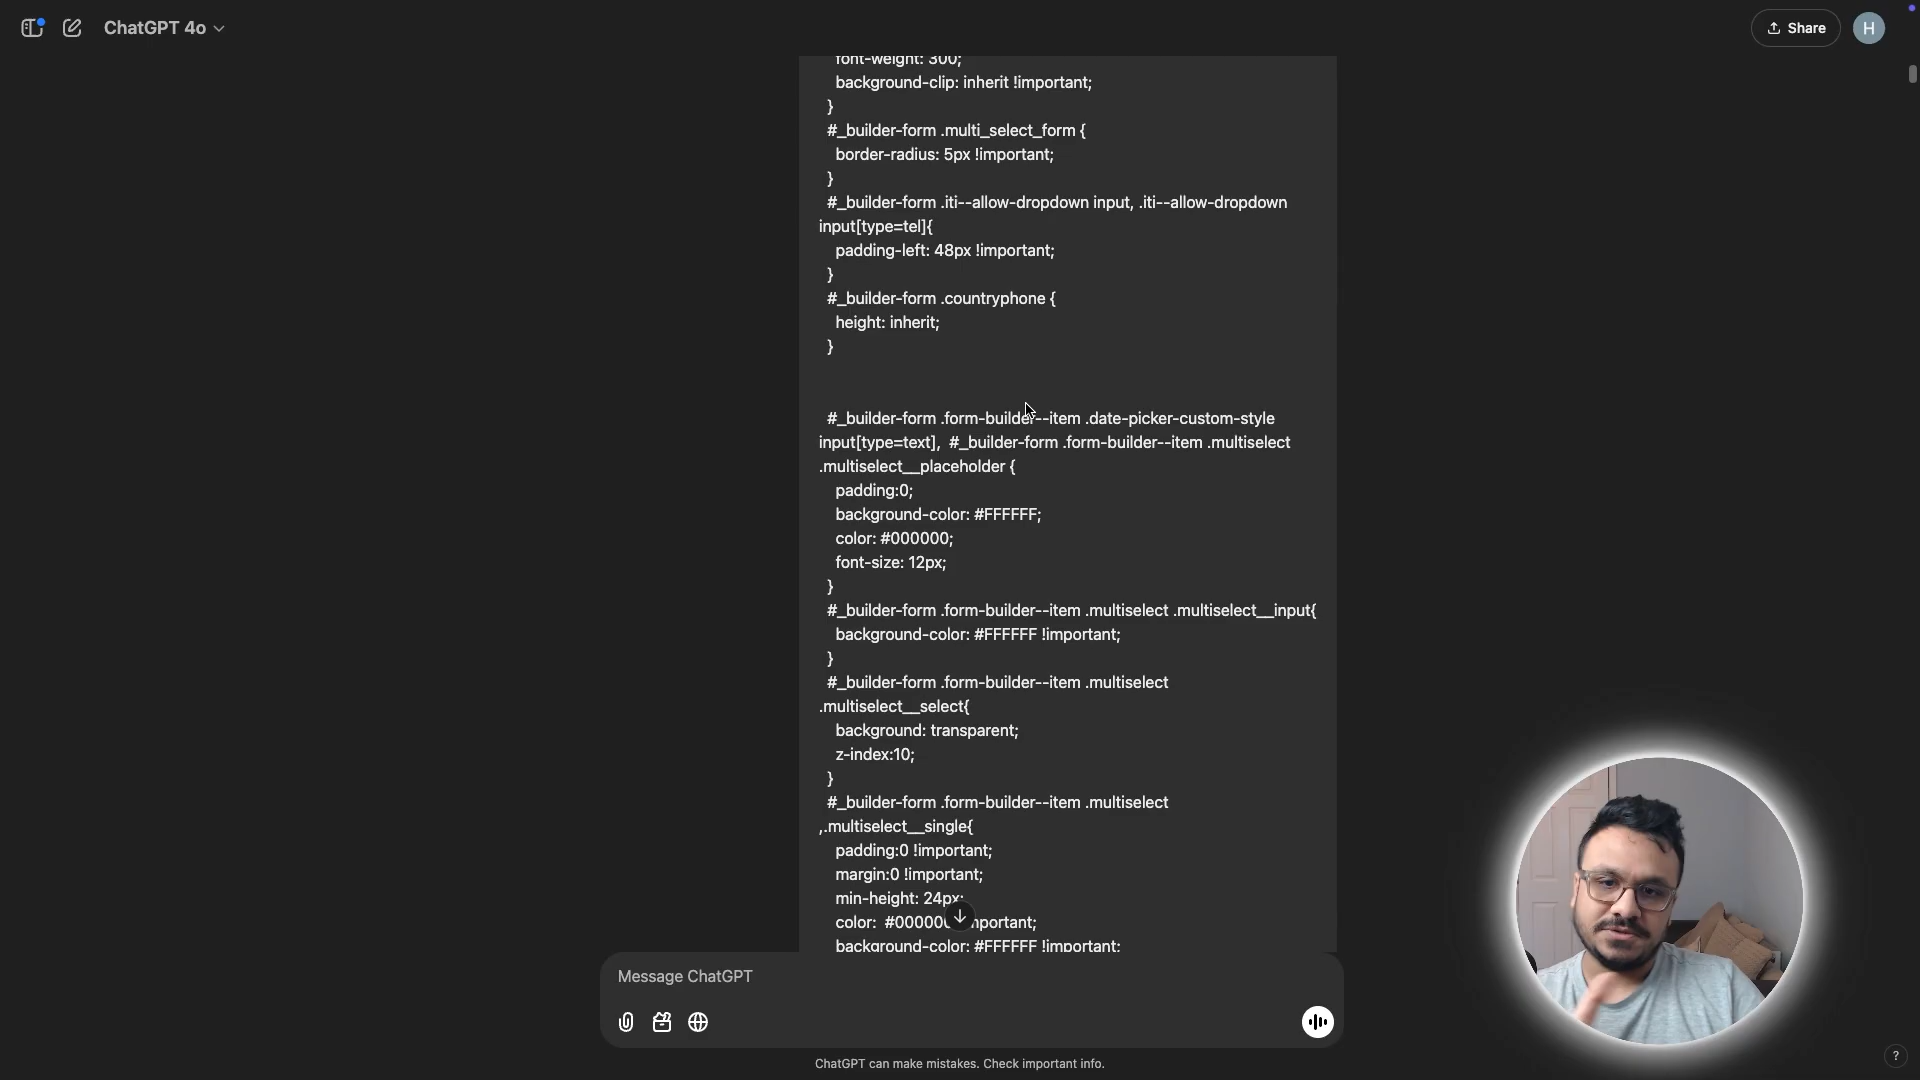 ChatGPT 4o
Share
H
font-weight: 300;
background-clip: inherit !important;
}
#_builder-form .multi_select_form {
border-radius: 5px !important;
}
#_builder-form .iti--allow-dropdown input, .iti--allow-dropdown
input[type=tel]{
padding-left: 48px !important;
}
#_builder-form .countryphone {
height: inherit;
}
#_builder-form .form-builder--item .date-picker-custom-style
input[type=text],  #_builder-form .form-builder--item .multiselect
.multiselect__placeholder {
padding:0;
background-color: #FFFFFF;
color: #000000;
font-size: 12px;
}
#_builder-form .form-builder--item .multiselect .multiselect__input{
background-color: #FFFFFF !important;
}
#_builder-form .form-builder--item .multiselect
.multiselect__select{
background: transparent;
z-index:10;
}
#_builder-form .form-builder--item .multiselect
,.multiselect__single{
padding:0 !important;
margin:0 !important;
min-height: 24px;
color:  #00000 mportant;
background-color: #FFFFFF !important;
Message ChatGPT
ChatGPT can make mistakes. Check important info.
?